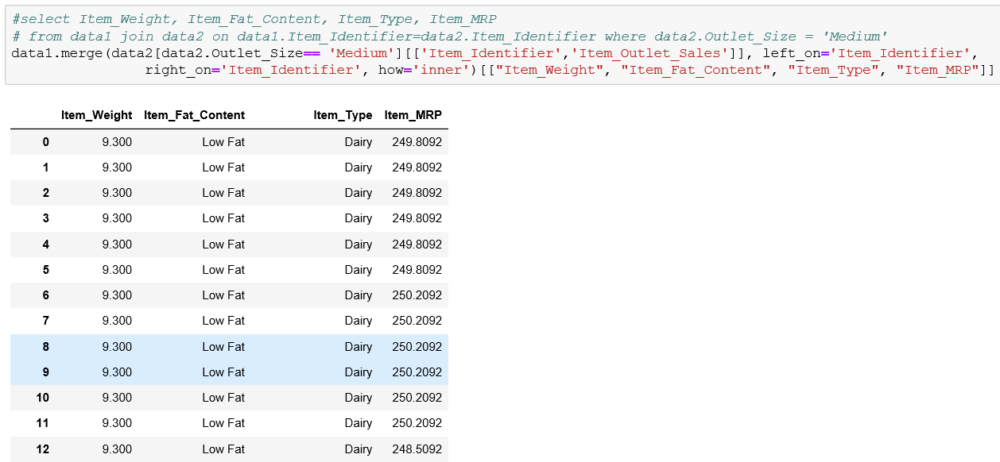 #select Item_Weight, Item_Fat_Content, Item_Type, Item_MRP
# from data1 join data2 on data1.Item_Identifier=data2.Item_Identifier where data2.Outlet_Size = 'Medium'
data1.merge(data2[data2.Outlet_Size== 'Medium'][['Item_Identifier','Item_Outlet_Sales']], left_on='Item_Identifier',
right_on='Item_Identifier', how='inner')[["Item_Weight", "Item_Fat_Content", "Item_Type", "Item_MRP"]]
Item_Weight Item_Fat_Content Item_Type Item_MRP
0 9.300 Low Fat Dairy 249.8092
1 9.300 Low Fat Dairy 249.8092
2 9.300 Low Fat Dairy 249.8092
3 9.300 Low Fat Dairy 249.8092
4 9.300 Low Fat Dairy 249.8092
5 9.300 Low Fat Dairy 249.8092
6 9.300 Low Fat Dairy 250.2092
7 9.300 Low Fat Dairy 250.2092
8 9.300 Low Fat Dairy 250.2092
9 9.300 Low Fat Dairy 250.2092
10 9.300 Low Fat Dairy 250.2092
11 9.300 Low Fat Dairy 250.2092
12 9.300 Low Fat Dairy 248.5092